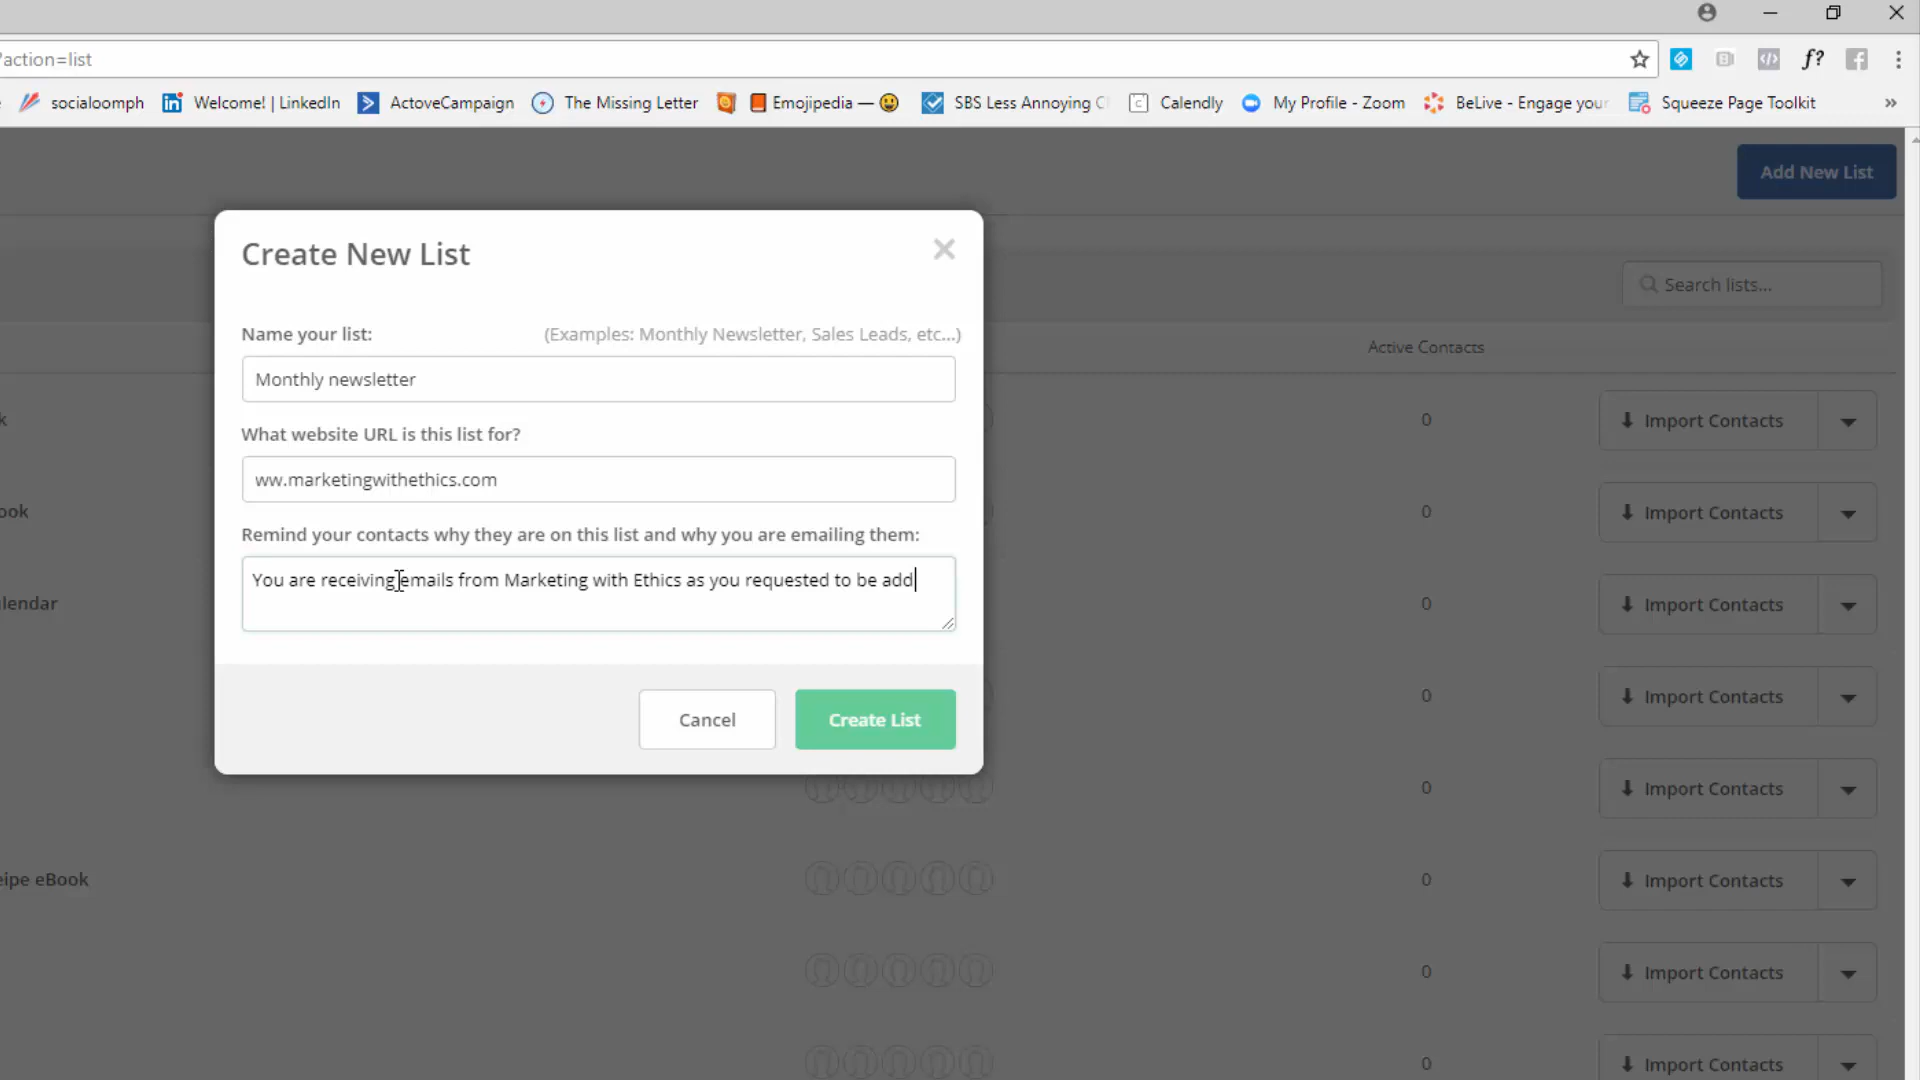 ?action=list
socialoomph
Welcome! | LinkedIn
ActoveCampaign
The Missing Letter
Emojipedia — 😀
SBS Less Annoying C
Calendly
My Profile - Zoom
BeLive - Engage your
Squeeze Page Toolkit
»
Add New List
Create New List
Search lists...
Name your list:
(Examples: Monthly Newsletter, Sales Leads, etc...)
Active Contacts
Monthly newsletter
k
0
Import Contacts
What website URL is this list for?
ww.marketingwithethics.com
ook
0
Import Contacts
Remind your contacts why they are on this list and why you are emailing them:
You are receiving emails from Marketing with Ethics as you requested to be add
lendar
0
Import Contacts
0
Import Contacts
Cancel
Create List
0
Import Contacts
eipe eBook
0
Import Contacts
0
Import Contacts
0
Import Contacts